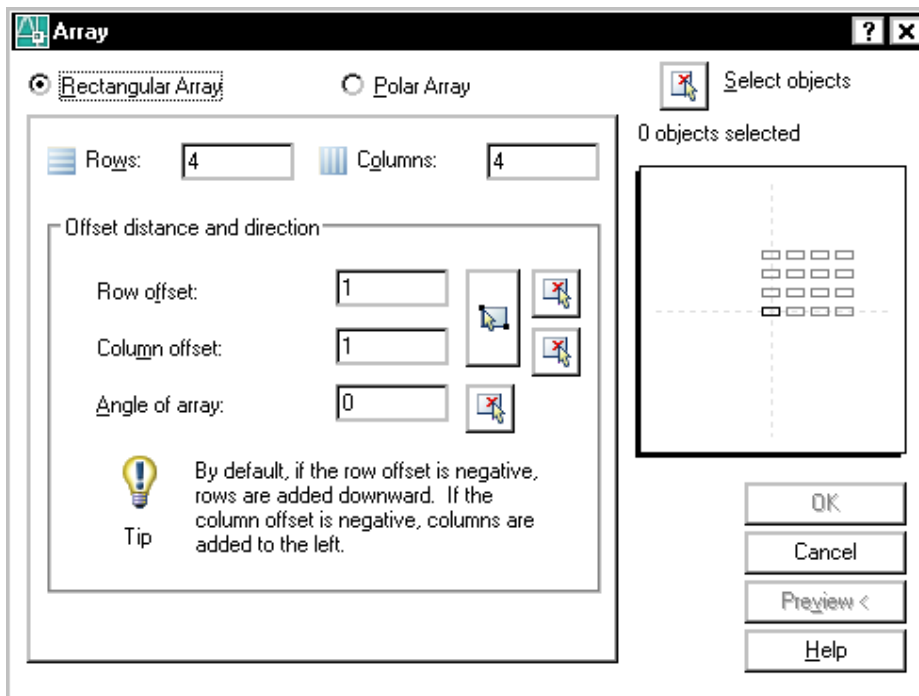 Array
Rectangular Array
Polar Array
Select objects
0 objects selected
Rows: 4
Columns: 4
Offset distance and direction
Row offset: 1
Column offset: 1
Angle of array: 0
Tip
By default, if the row offset is negative,
rows are added downward. If the
column offset is negative, columns are
added to the left.
OK
Cancel
Preview <
Help